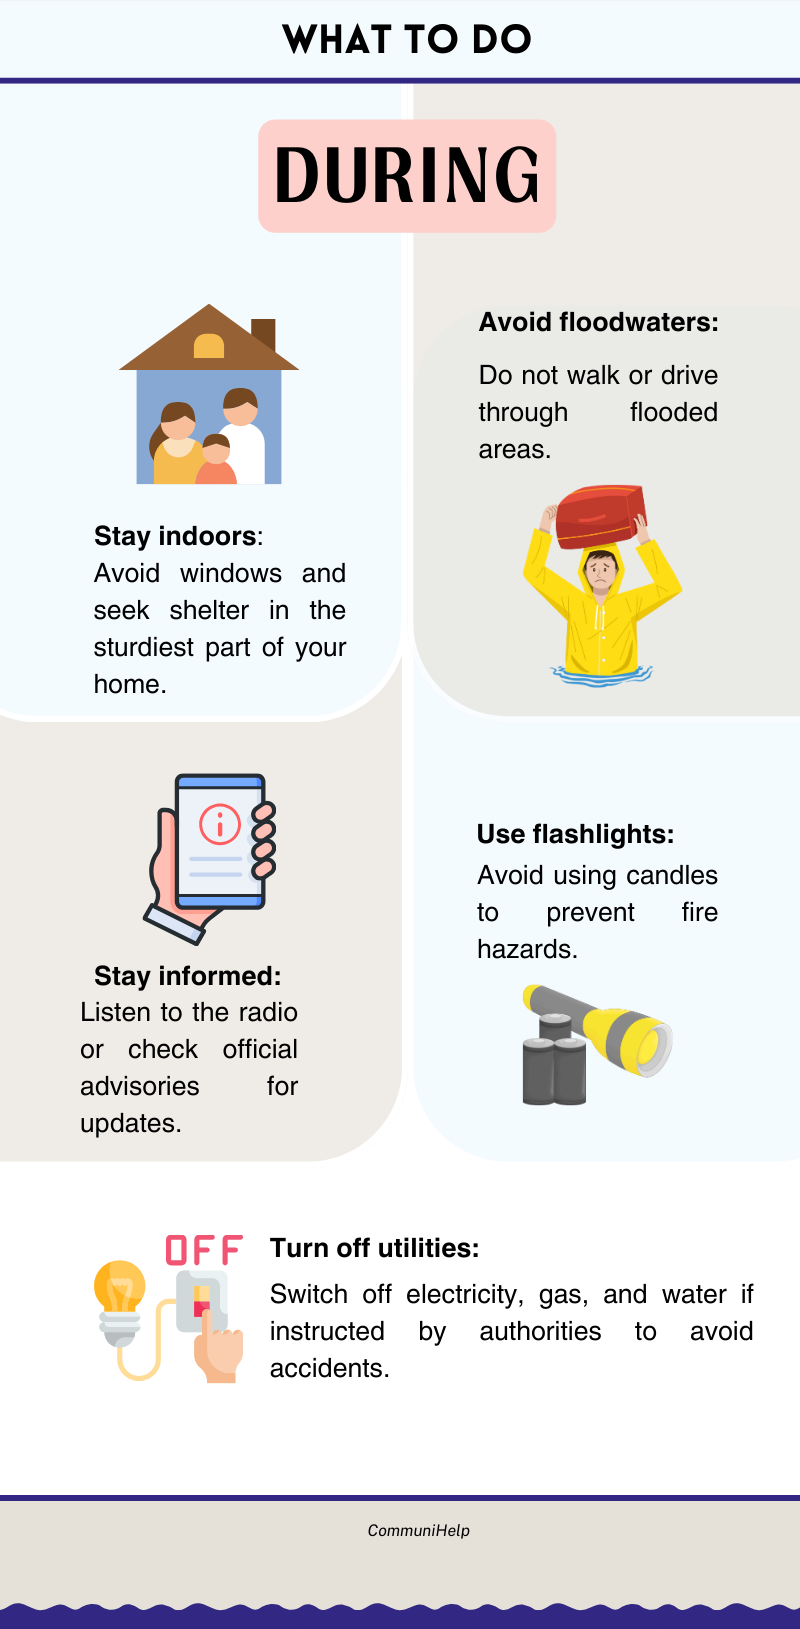 WHAT TO DO
DURING
Stay indoors:
Avoid windows and
seek shelter in the
sturdiest part of your
home.
Avoid floodwaters:
Do not walk or drive
through flooded
areas.
Stay informed:
Listen to the radio
or check official
advisories for
updates.
Use flashlights:
Avoid using candles
to prevent fire
hazards.
OFF
Turn off utilities:
Switch off electricity, gas, and water if
instructed by authorities to avoid
accidents.
CommuniHelp